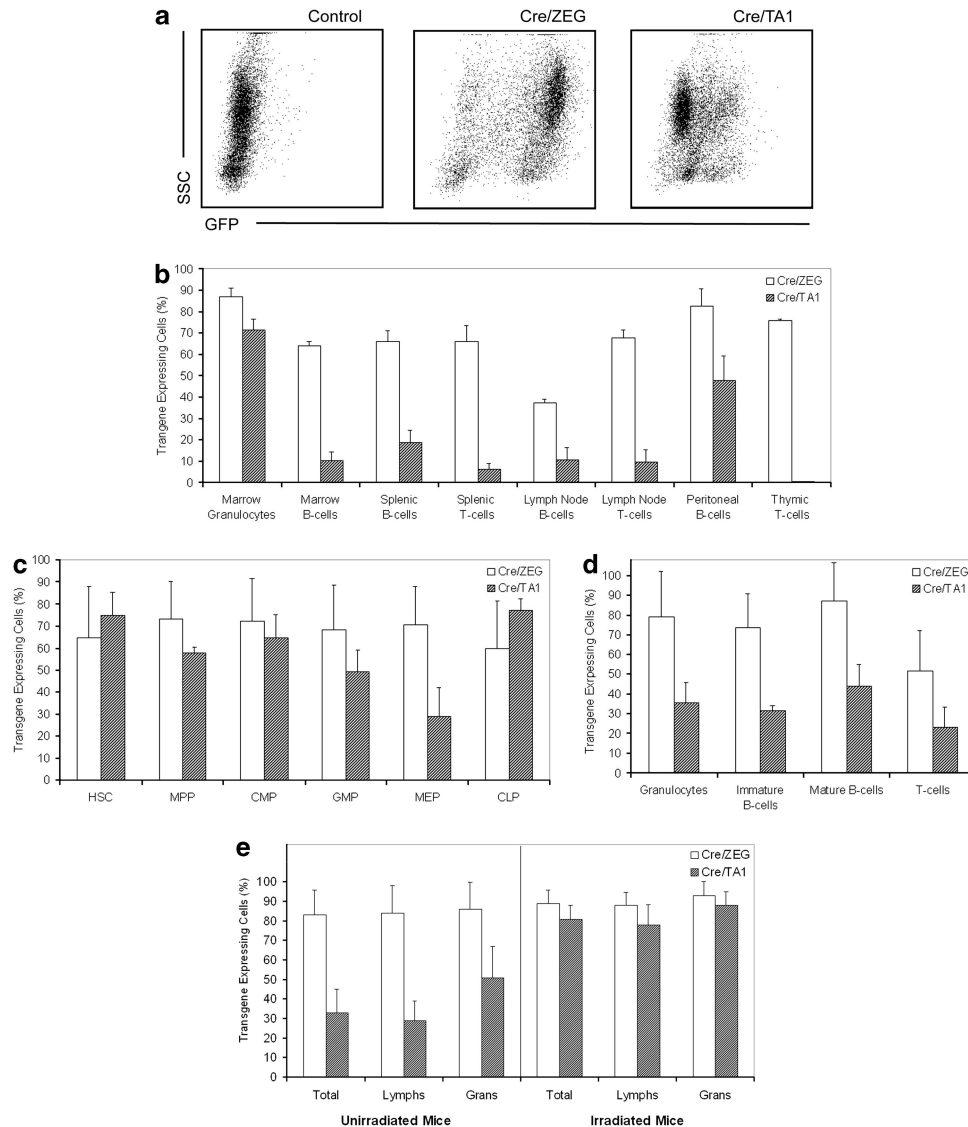 a
Control
Cre/ZEG
Cre/TA1
SSC
GFP
b
Trangene Expressing Cells (%)
100
90
80
70
60
50
40
30
20
10
0
Cre/ZEG
Cre/TA1
Marrow Granulocytes
Marrow B-cells
Splenic B-cells
Splenic T-cells
Lymph Node B-cells
Lymph Node T-cells
Peritoneal B-cells
Thymic T-cells
c
Transgene Expressing Cells (%)
100
90
80
70
60
50
40
30
20
10
0
Cre/ZEG
Cre/TA1
HSC
MPP
CMP
GMP
MEP
CLP
d
Transgene Exrpessing Cells (%)
100
90
80
70
60
50
40
30
20
10
0
Cre/ZEG
Cre/TA1
Granulocytes
Immature B-cells
Mature B-cells
T-cells
e
Transgene Expressing Cells (%)
100
90
80
70
60
50
40
30
20
10
0
Cre/ZEG
Cre/TA1
Total
Lymphs
Grans
Total
Lymphs
Grans
Unirradiated Mice
Irradiated Mice